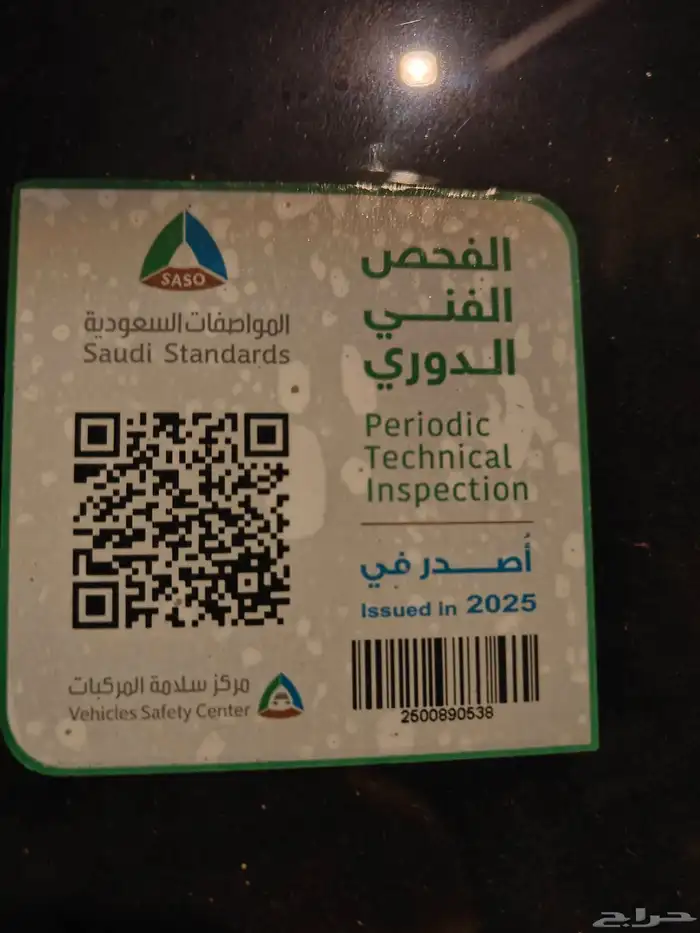 SASO
المواصفات السعودية
Saudi Standards
الفحص
الفني
الدوري
Periodic
Technical
Inspection
أصدر في
Issued in 2025
2500890538
مركز سلامة المركبات
Vehicles Safety Center
حراج